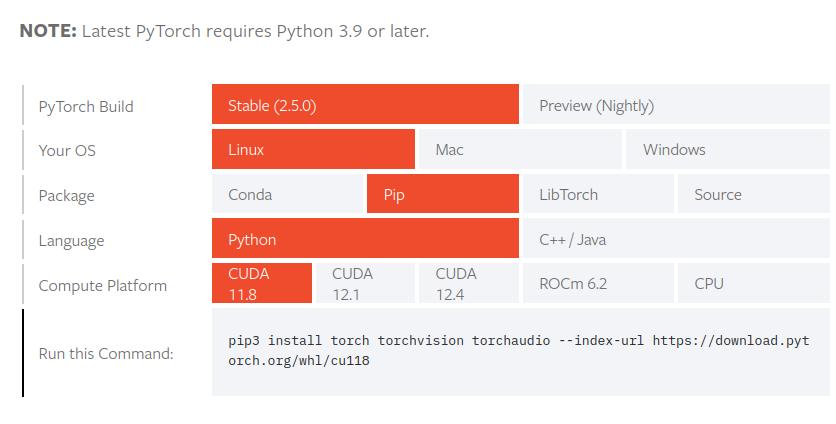 NOTE: Latest PyTorch requires Python 3.9 or later.
PyTorch Build
Stable (2.5.0)
Preview (Nightly)
Your OS
Linux
Mac
Windows
Package
Conda
Pip
LibTorch
Source
Language
Python
C++ / Java
Compute Platform
CUDA
11.8
CUDA
12.1
CUDA
12.4
ROCm 6.2
CPU
Run this Command:
pip3 install torch torchvision torchaudio --index-url https://download.pyt
orch.org/whl/cu118